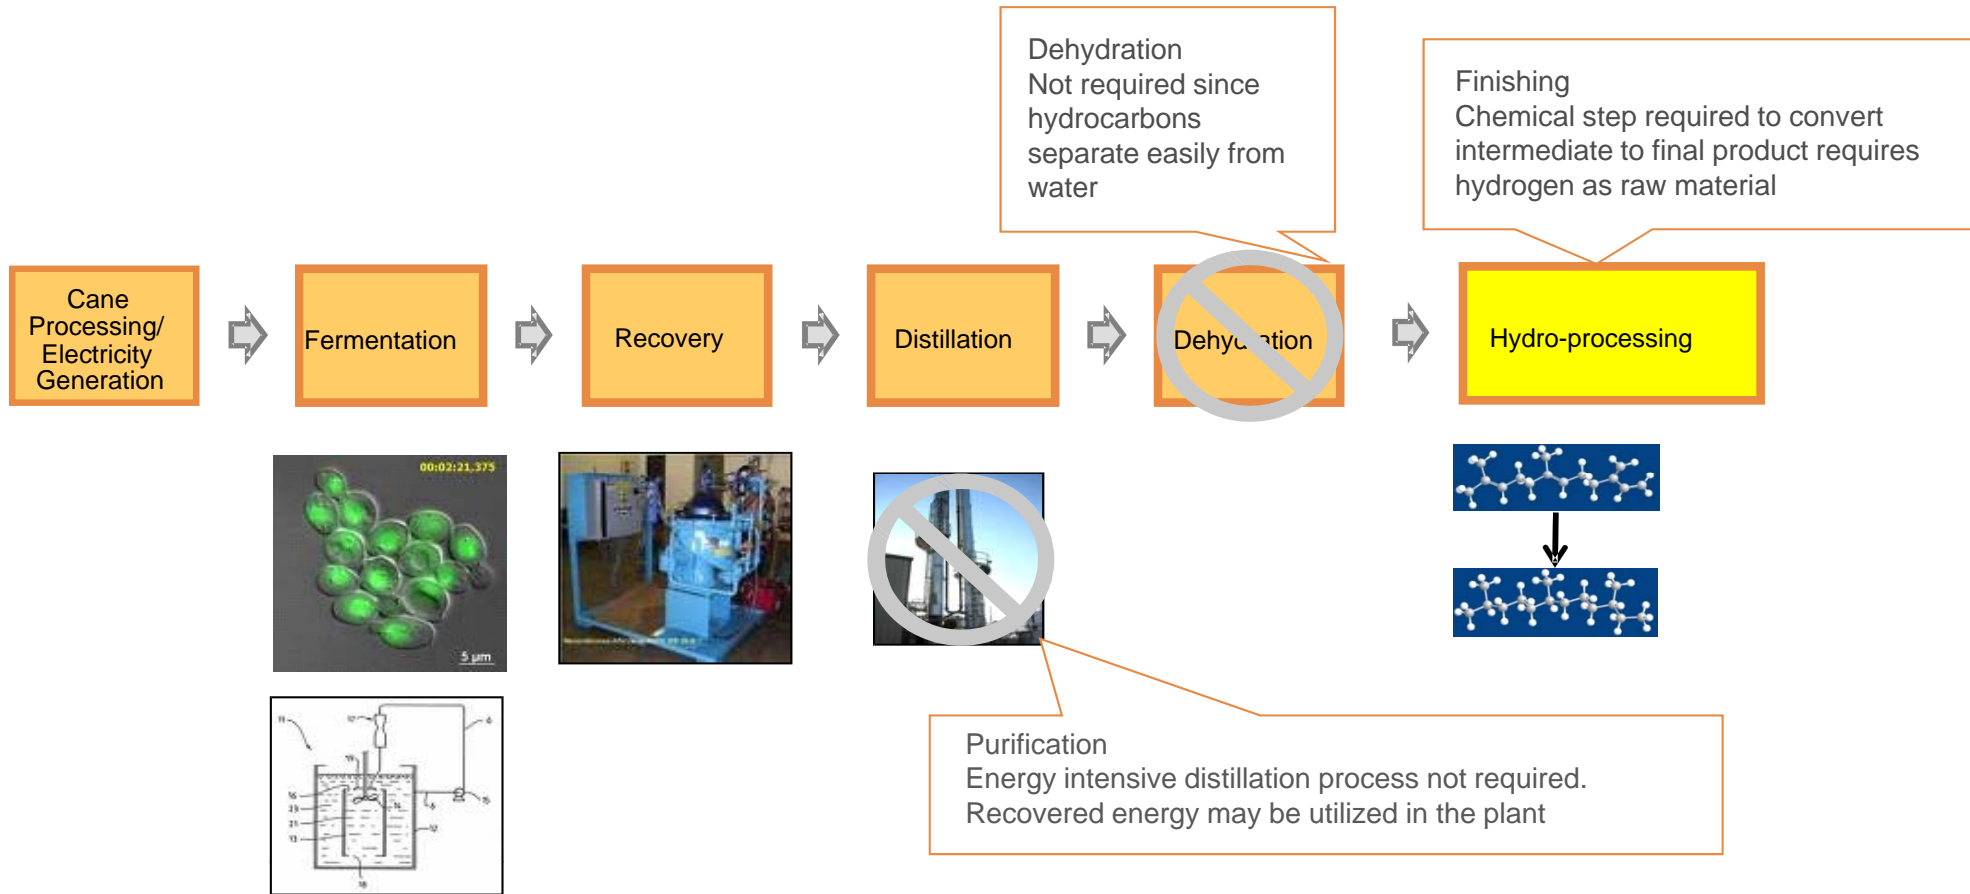 Dehydration
Not required since
hydrocarbons
separate easily from
water
Finishing
Chemical step required to convert
intermediate to final product requires
hydrogen as raw material
Cane
Processing/
Electricity
Generation
Fermentation
Recovery
Distillation
Dehydration
Hydro-processing
00:02:21,375
5 µm
Purification
Energy intensive distillation process not required.
Recovered energy may be utilized in the plant